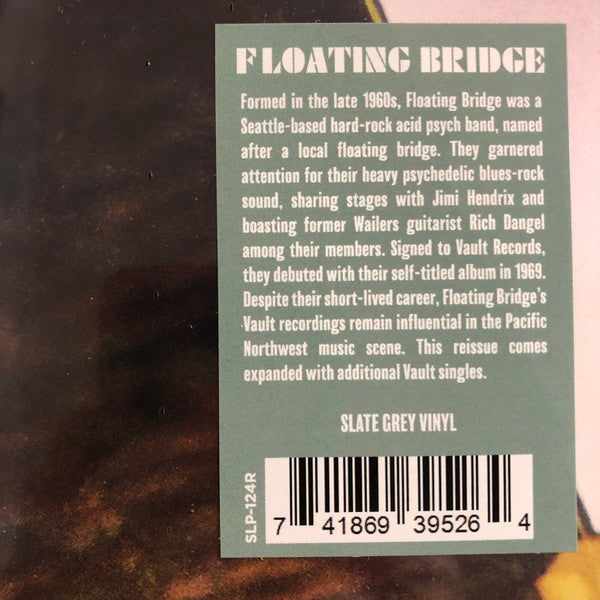 FLOATING BRIDGE
Formed in the late 1960s, Floating Bridge was a
Seattle-based hard-rock acid psych band, named
after a local floating bridge. They garnered
attention for their heavy psychedelic blues-rock
sound, sharing stages with Jimi Hendrix and
boasting former Wailers guitarist Rich Dangel
among their members. Signed to Vault Records,
they debuted with their self-titled album in 1969.
Despite their short-lived career, Floating Bridge's
Vault recordings remain influential in the Pacific
Northwest music scene. This reissue comes
expanded with additional Vault singles.
SLATE GREY VINYL
SLP-124R
7 41869 39526 4